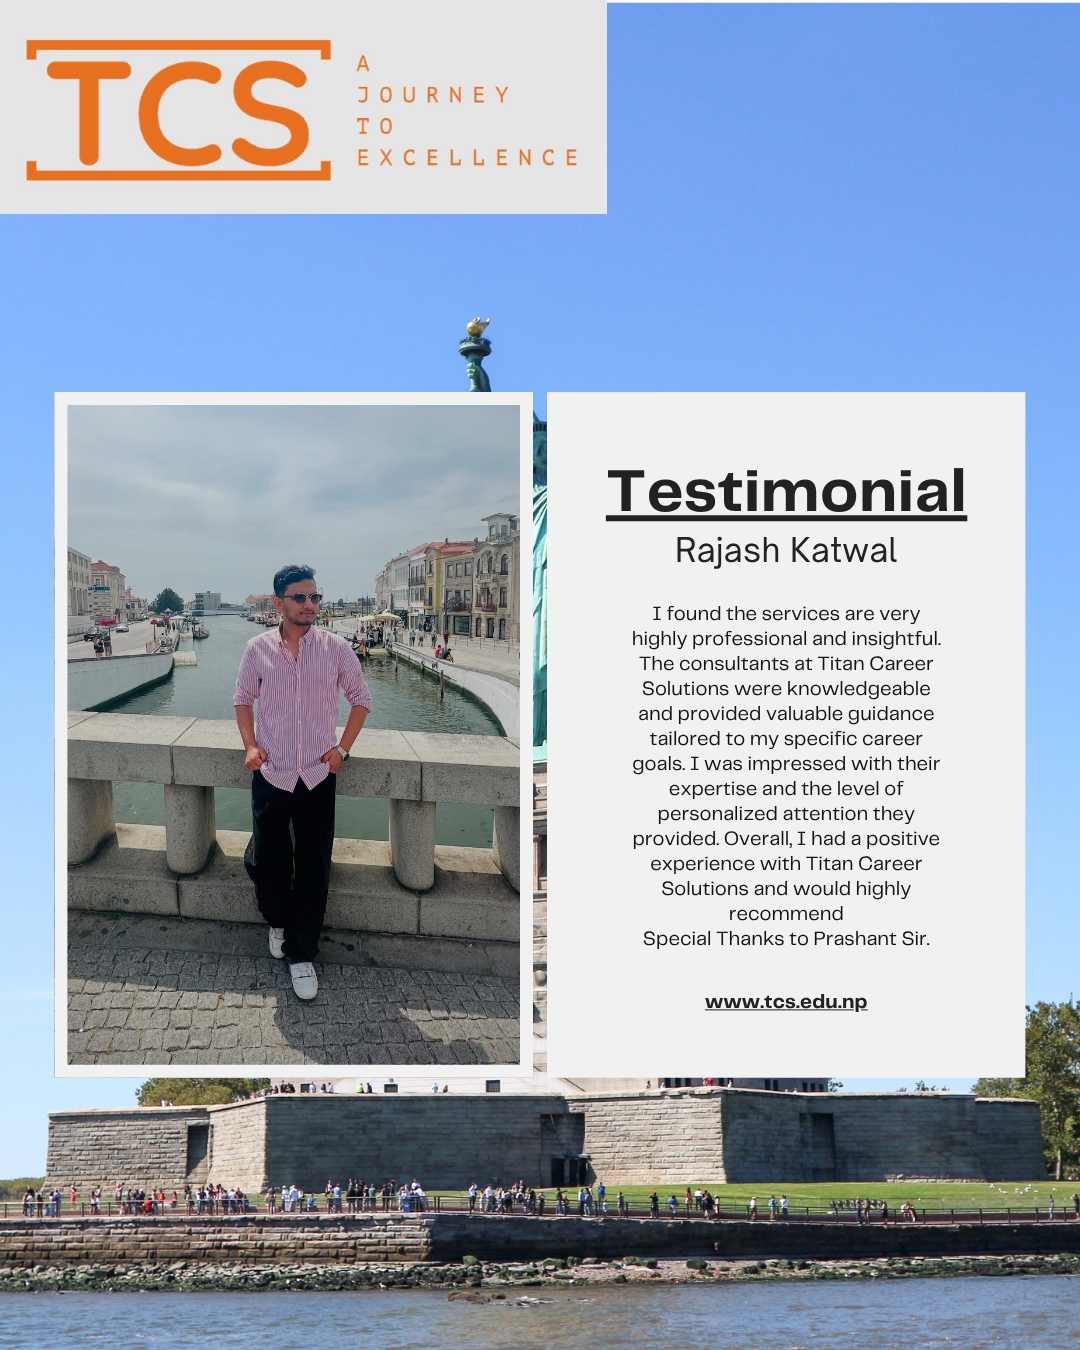 TCS
A
JOURNEY
TO
EXCELLENCE
Testimonial
Rajash Katwal
I found the services are very
highly professional and insightful.
The consultants at Titan Career
Solutions were knowledgeable
and provided valuable guidance
tailored to my specific career
goals. I was impressed with their
expertise and the level of
personalized attention they
provided. Overall, I had a positive
experience with Titan Career
Solutions and would highly
recommend
Special Thanks to Prashant Sir.
www.tcs.edu.np